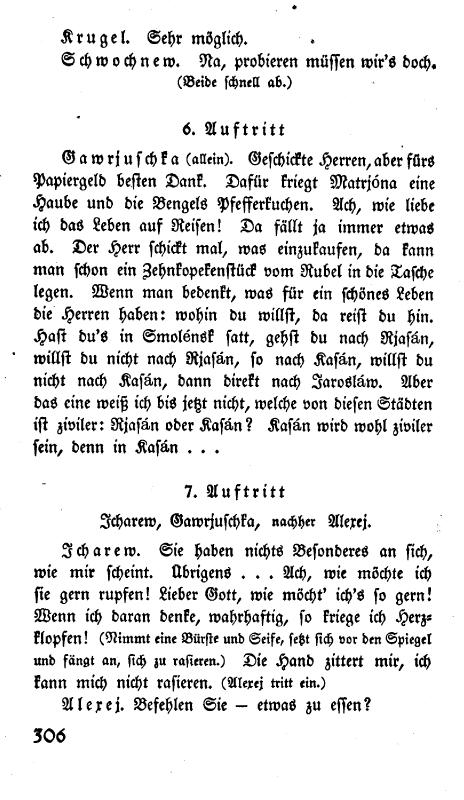 Krugel. Sehr möglich.
Schwochnew. Na, probieren müssen wir's doch.
(Beide schnell ab.)
6. Auftritt
Gawrjuschka (allein). Geschickte Herren, aber fürs
Papiergeld besten Dank. Dafür kriegt Matrjóna eine
Haube und die Bengels Pfefferkuchen. Ach, wie liebe
ich das Leben auf Reisen! Da fällt ja immer etwas
ab. Der Herr schickt mal, was einzukaufen, da kann
man schon ein Zehnkopekenstück vom Rubel in die Tasche
legen. Wenn man bedenkt, was für ein schönes Leben
die Herren haben: wohin du willst, da reist du hin.
Hast du's in Smolénsk satt, gehst du nach Rjasán,
willst du nicht nach Rjasán, so nach Kasán, willst du
nicht nach Kasán, dann direkt nach Jarosláw. Aber
das eine weiß ich bis jetzt nicht, welche von diesen Städten
ist ziviler: Rjasán oder Kasán? Kasán wird wohl ziviler
sein, denn in Kasán . . .
7. Auftritt
Icharew, Gawrjuschka, nachher Alexej.
Icharew. Sie haben nichts Besonderes an sich,
wie mir scheint. Übrigens . . . Ach, wie möchte ich
sie gern rupfen! Lieber Gott, wie möcht' ich's so gern!
Wenn ich daran denke, wahrhaftig, so kriege ich Herz-
klopfen! (Nimmt eine Bürste und Seife, setzt sich vor den Spiegel
und fängt an, sich zu rasieren.) Die Hand zittert mir, ich
kann mich nicht rasieren. (Alexej tritt ein.)
Alexej. Befehlen Sie — etwas zu essen?
306